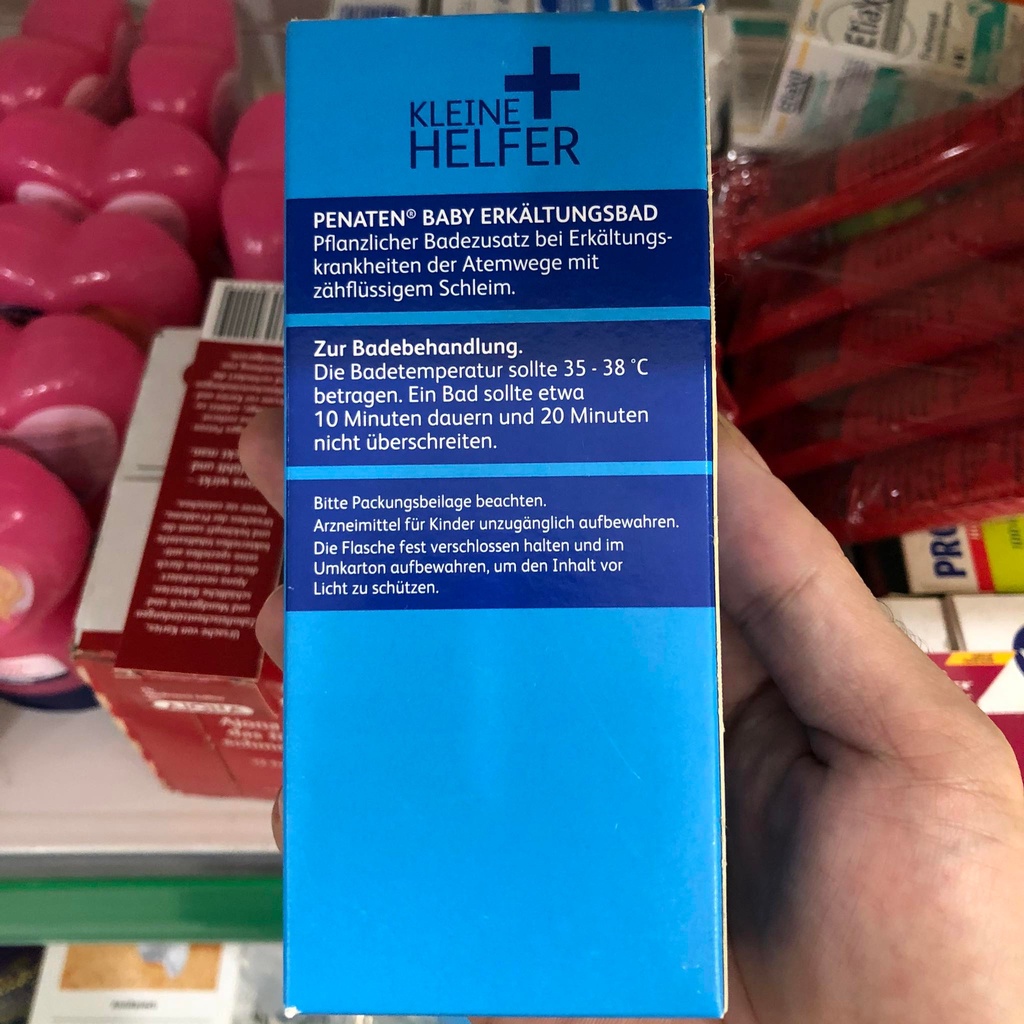 KLEINE
HELFER
PENATEN® BABY ERKÄLTUNGSBAD
Pflanzlicher Badezusatz bei Erkältungs-
krankheiten der Atemwege mit
zähflüssigem Schleim.
Zur Badebehandlung.
Die Badetemperatur sollte 35 - 38 °C
betragen. Ein Bad sollte etwa
10 Minuten dauern und 20 Minuten
nicht überschreiten.
Bitte Packungsbeilage beachten.
Arzneimittel für Kinder unzugänglich aufbewahren.
Die Flasche fest verschlossen halten und im
Umkarton aufbewahren, um den Inhalt vor
Licht zu schützen.